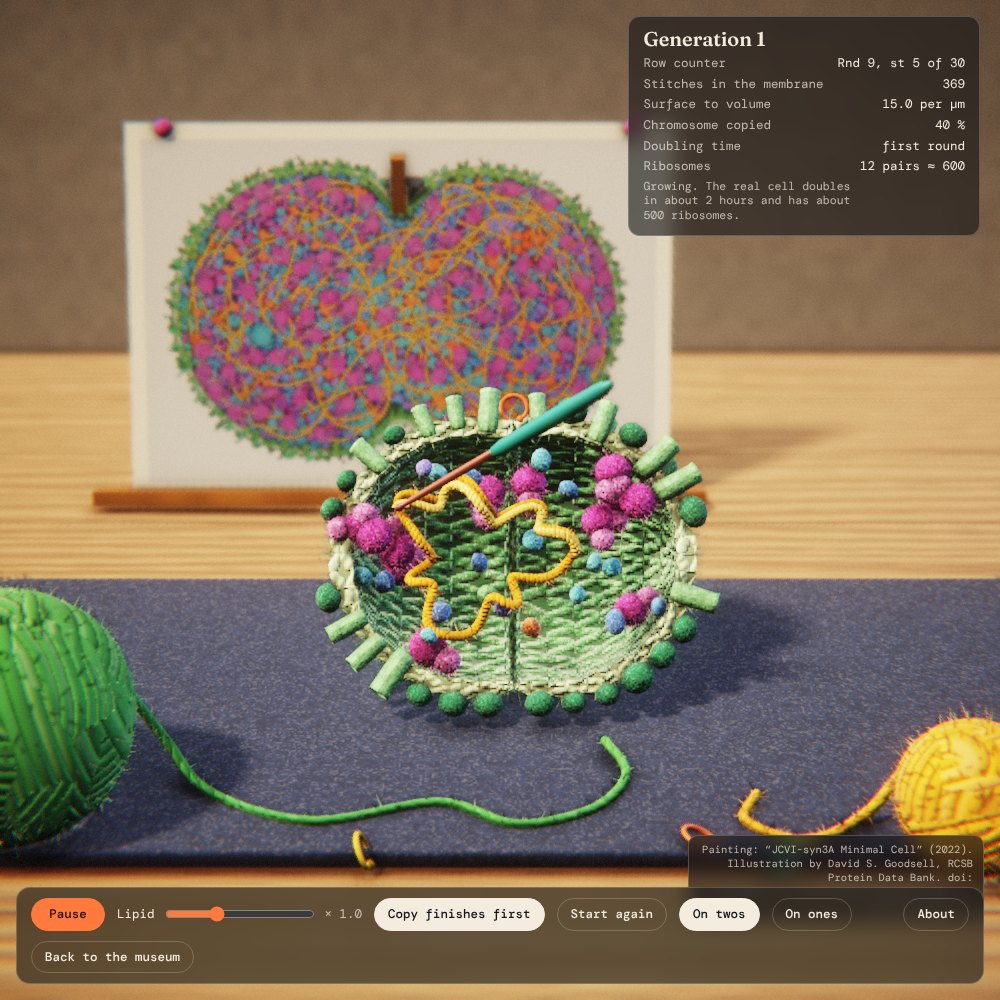 Generation 1
Row counter Rnd 9, st 5 of 30
Stitches in the membrane 369
Surface to volume 15.0 per µm
Chromosome copied 40 %
Doubling time first round
Ribosomes 12 pairs ≈ 600
Growing. The real cell doubles
in about 2 hours and has about
500 ribosomes.
Painting: “JCVI-syn3A Minimal Cell” (2022).
Illustration by David S. Goodsell, RCSB
Protein Data Bank. doi:
Pause Lipid × 1.0 Copy finishes first Start again On twos On ones About
Back to the museum